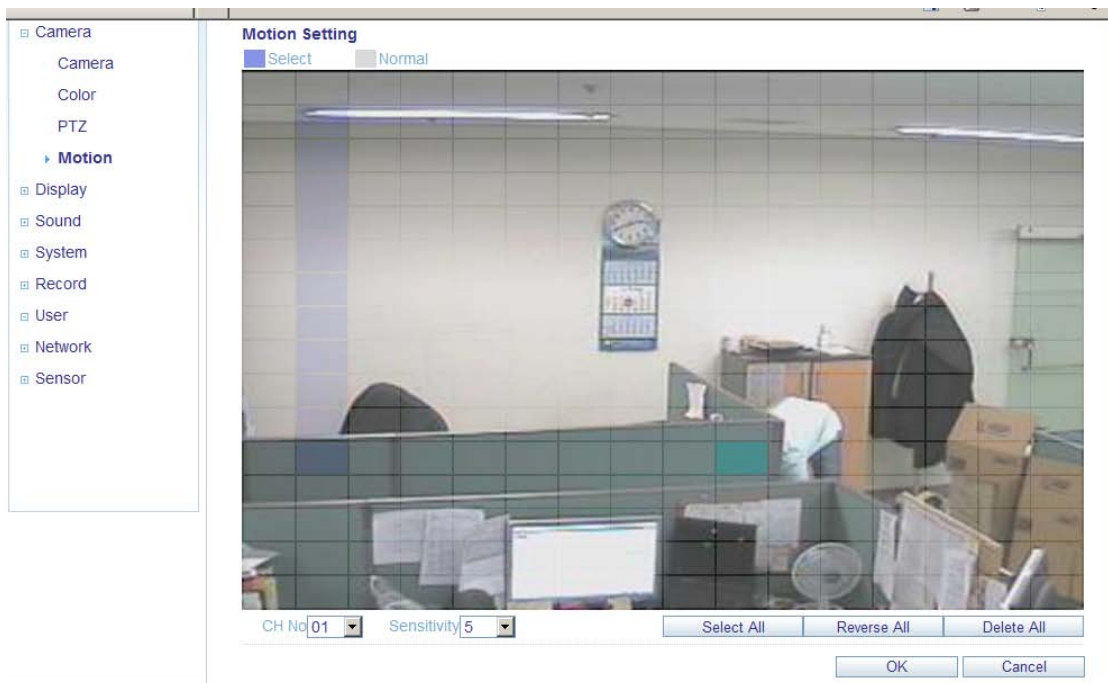 Camera
Camera
Color
PTZ
Motion
Display
Sound
System
Record
User
Network
Sensor
Motion Setting
Select Normal
CH No 01 Sensitivity 5 Select All Reverse All Delete All
OK Cancel